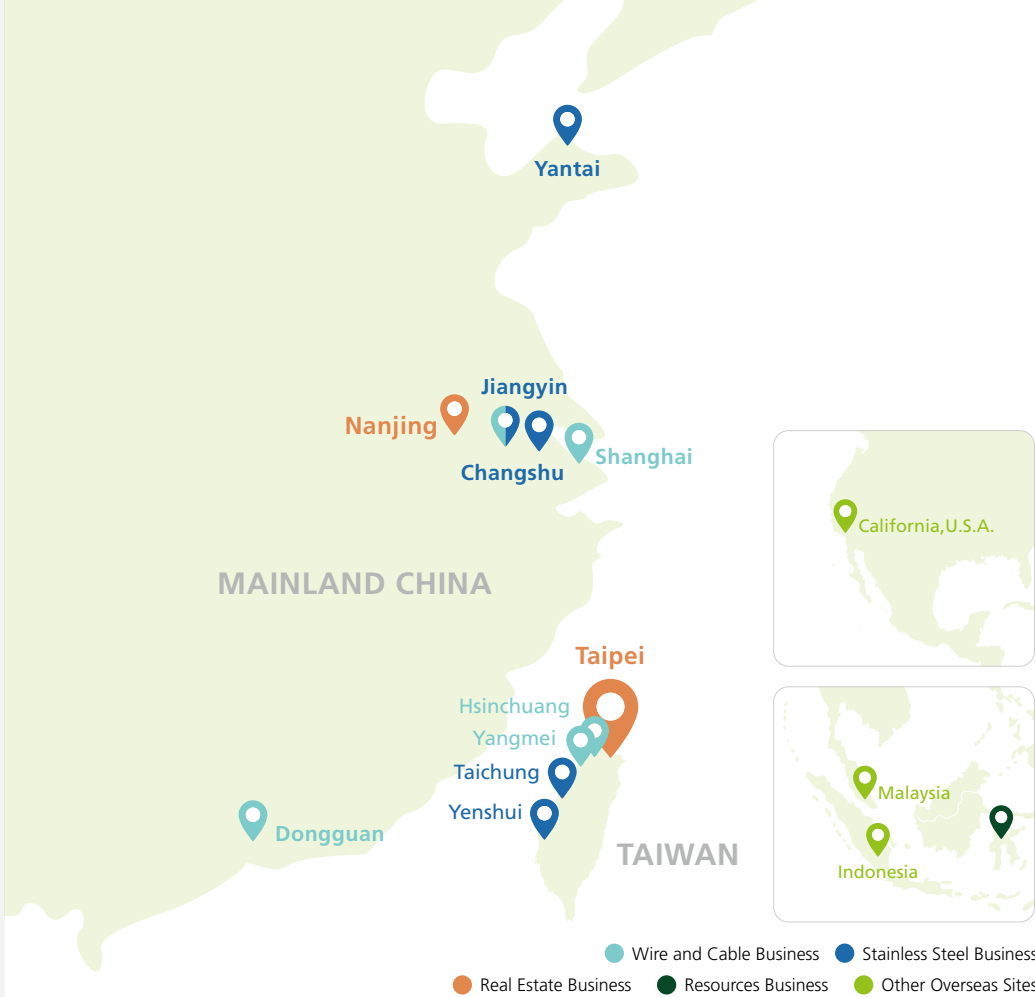 Yantai
Jiangyin
Nanjing
Shanghai
Changshu
California,U.S.A.
MAINLAND CHINA
Taipei
Hsinchuang
Yangmei
Taichung
Malaysia
Yenshui
Dongguan
TAIWAN
Indonesia
Wire and Cable Business
Stainless Steel Business
Real Estate Business
Resources Business
Other Overseas Sites